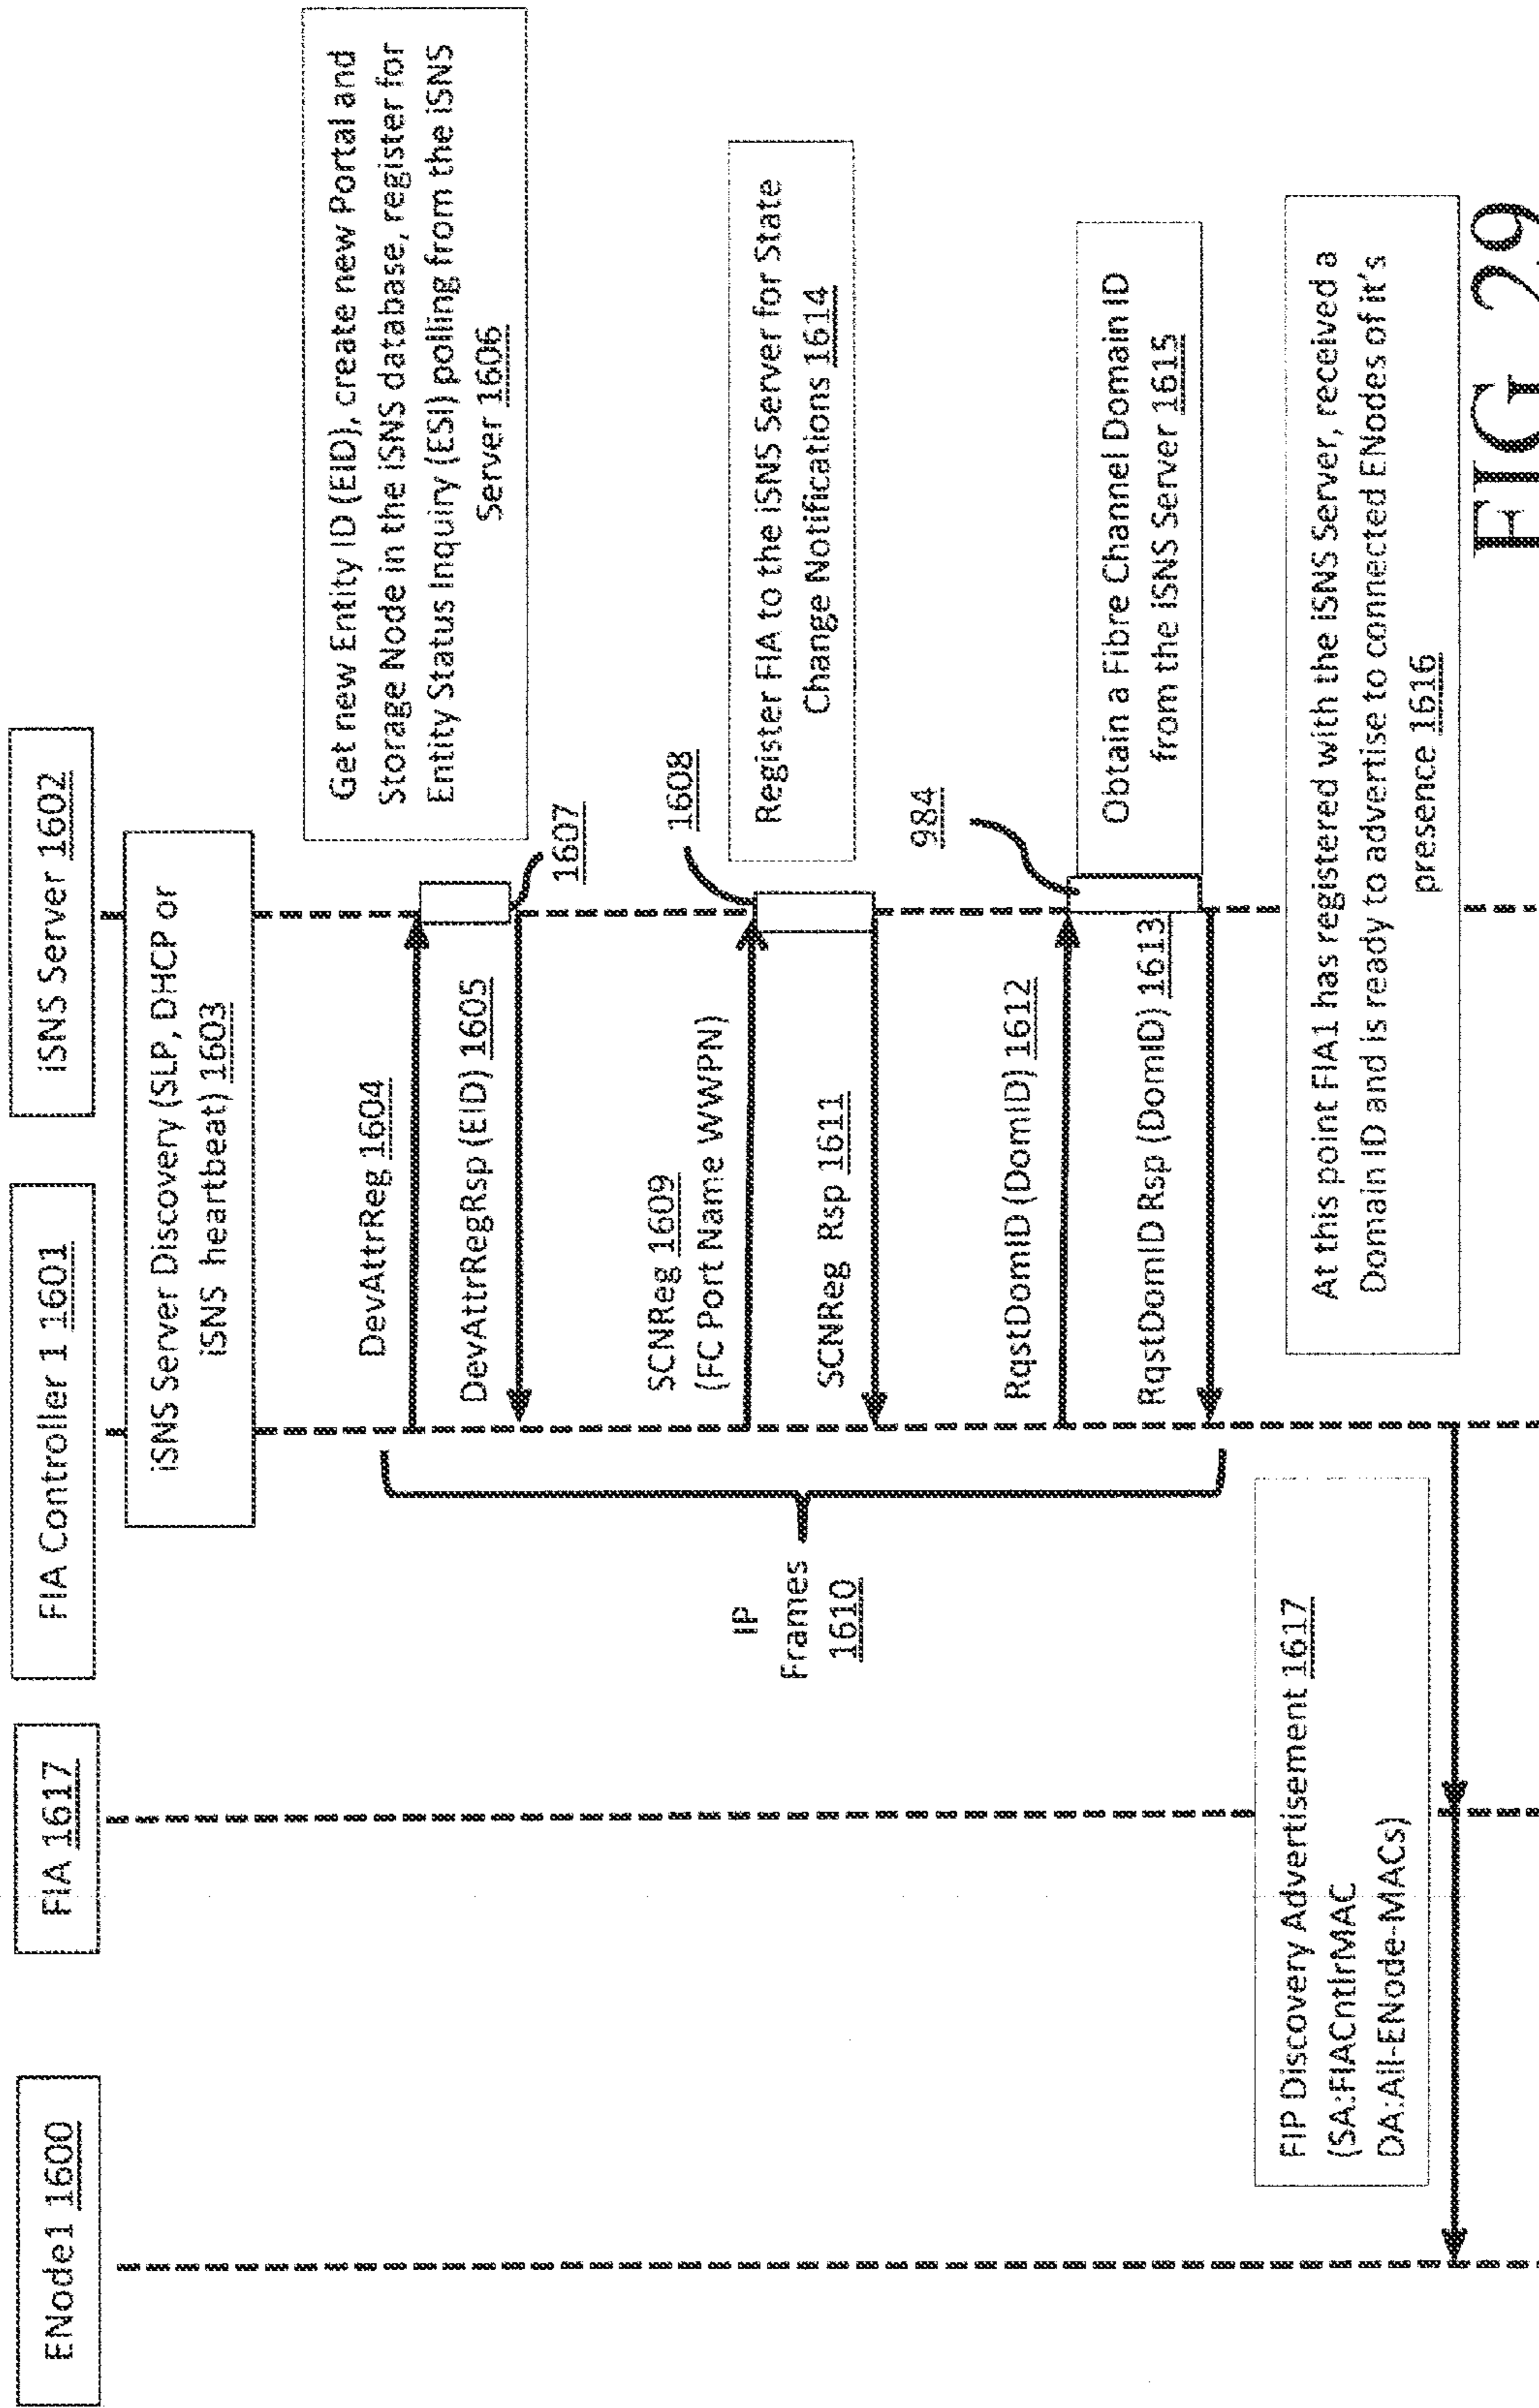 ENode1 1600
FIA 1617
FIA Controller 1 1601
iSNS Server 1602
iSNS Server Discovery (SLP, DHCP or
iSNS heartbeat) 1603
DevAttrReg 1604
DevAttrRegRsp (EID) 1605
1607
Get new Entity ID (EID), create new Portal and
Storage Node in the iSNS database, register for
Entity Status Inquiry (ESI) polling from the iSNS
Server 1606
IP
Frames
1610
SCNReg 1609
(FC Port Name WWPN)
SCNReg Rsp 1611
1608
Register FIA to the iSNS Server for State
Change Notifications 1614
RqstDomID (DomID) 1612
RqstDomID Rsp (DomID) 1613
984
Obtain a Fibre Channel Domain ID
from the iSNS Server 1615
FIP Discovery Advertisement 1617
(SA:FIACntlrMAC
DA:All-ENode-MACs)
At this point FIA1 has registered with the iSNS Server, received a
Domain ID and is ready to advertise to connected ENodes of it's
presence 1616
FIG 29